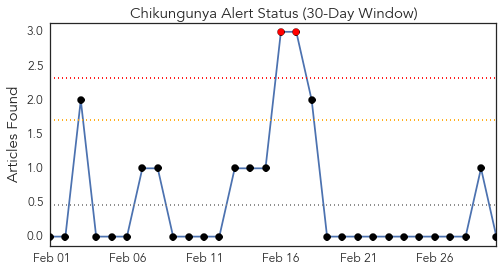 Chikungunya Alert Status (30-Day Window)
Articles Found
3.0
2.5
2.0
1.5
1.0
0.5
0.0
Feb 01 Feb 06 Feb 11 Feb 16 Feb 21 Feb 26